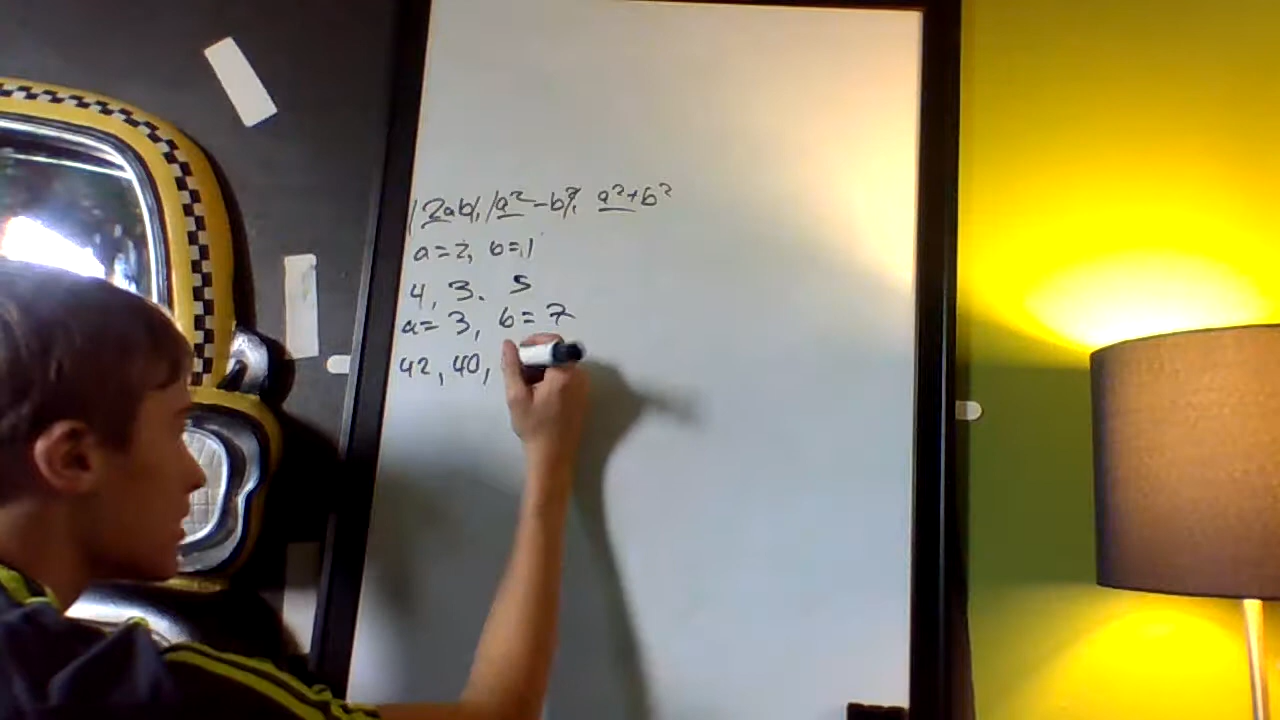 |2ab|, |a²-b²|, a²+b²
a=2, b=1
4, 3. 5
a=3, b=7
42, 40,